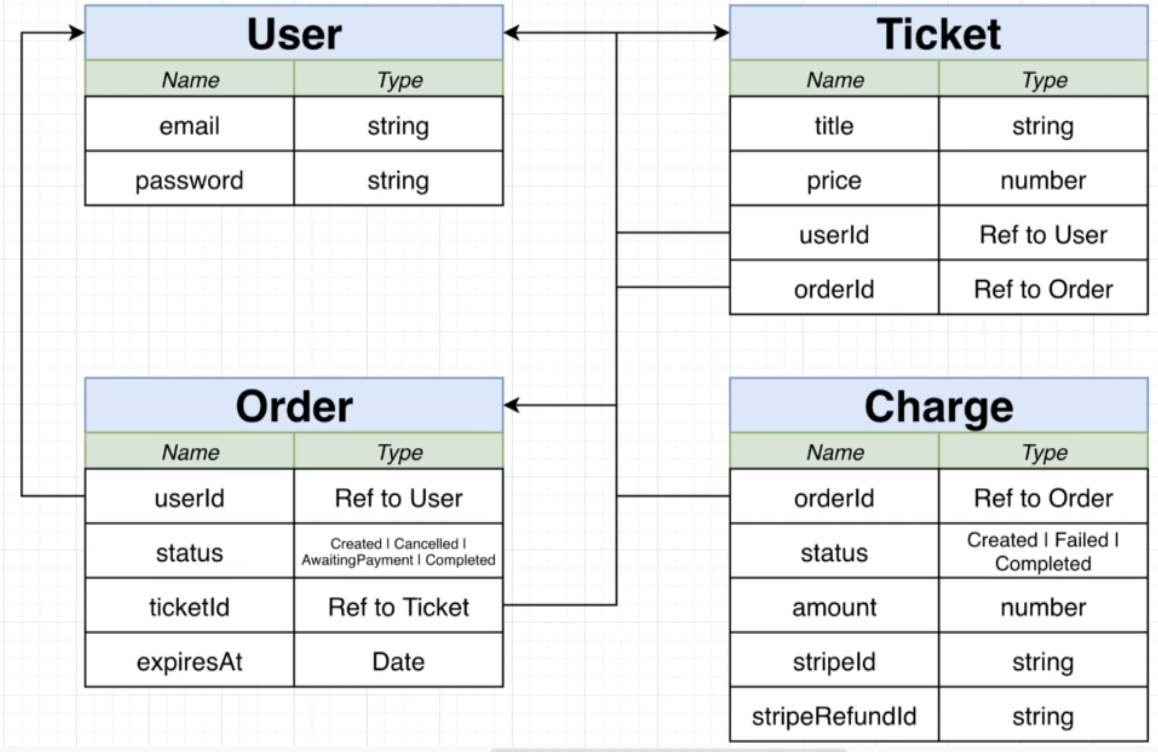 User
Name Type
email string
password string
Ticket
Name Type
title string
price number
userId Ref to User
orderId Ref to Order
Order
Name Type
userId Ref to User
status Created | Cancelled |
AwaitingPayment | Completed
ticketId Ref to Ticket
expiresAt Date
Charge
Name Type
orderId Ref to Order
status Created | Failed |
Completed
amount number
stripeId string
stripeRefundId string